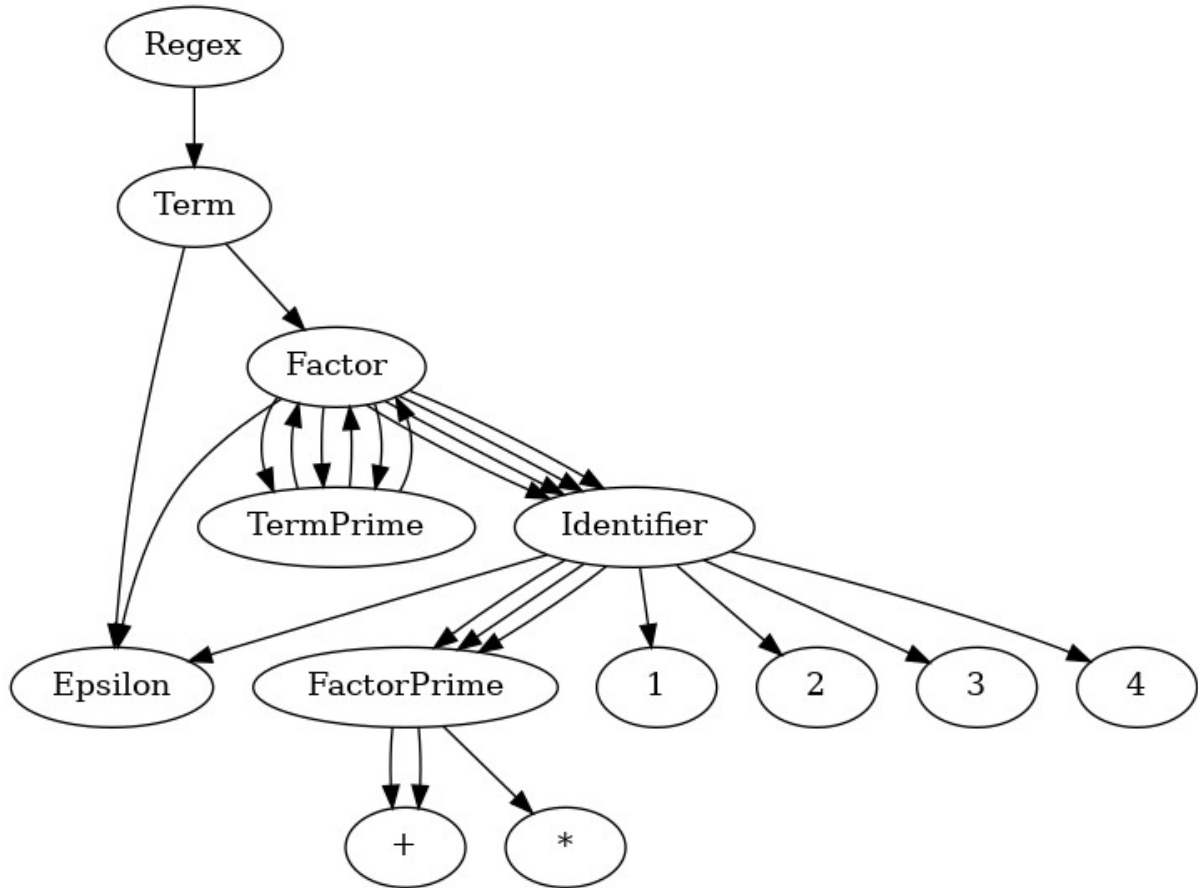 Regex
Term
Factor
TermPrime
Identifier
Epsilon
FactorPrime
1
2
3
4
+
*